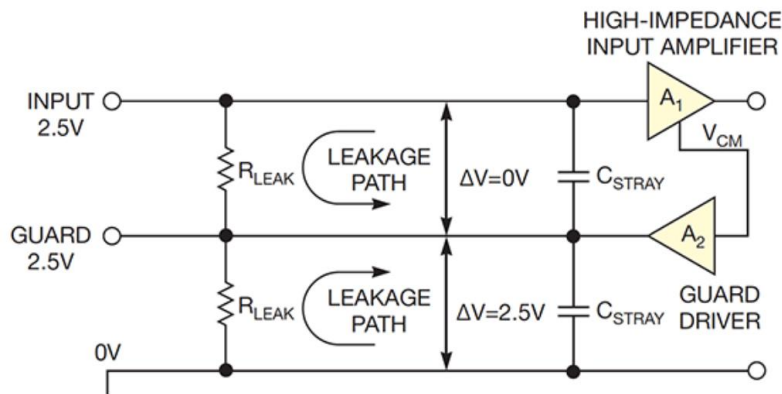 HIGH-IMPEDANCE
INPUT AMPLIFIER
INPUT
2.5V
A1
VCM
RLEAK
LEAKAGE
PATH
ΔV=0V
CSTRAY
GUARD
2.5V
A2
RLEAK
LEAKAGE
PATH
ΔV=2.5V
CSTRAY
GUARD
DRIVER
0V